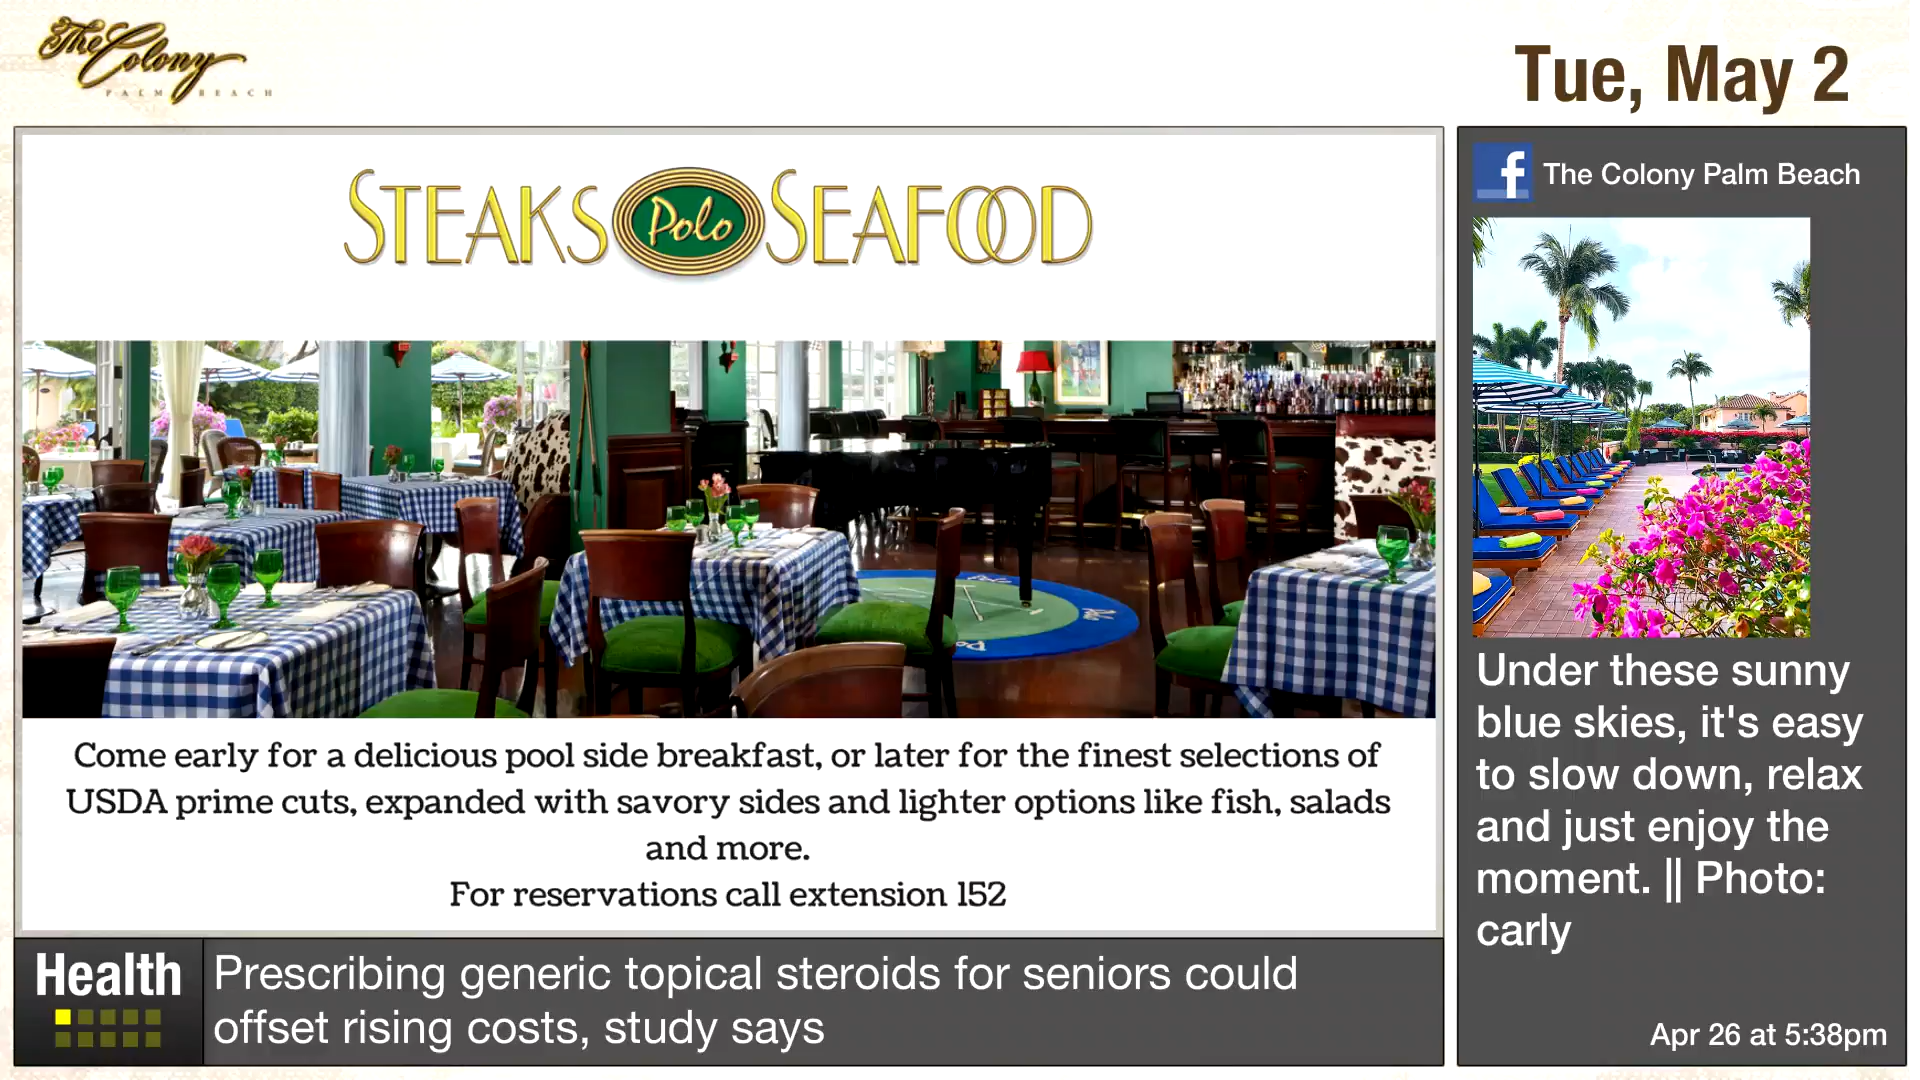 The Colony
PALM BEACH
Tue, May 2
STEAKS Polo SEAFOOD
Come early for a delicious pool side breakfast, or later for the finest selections of
USDA prime cuts, expanded with savory sides and lighter options like fish, salads
and more.
For reservations call extension 152
f The Colony Palm Beach
Under these sunny
blue skies, it's easy
to slow down, relax
and just enjoy the
moment. || Photo:
carly
Apr 26 at 5:38pm
Health
Prescribing generic topical steroids for seniors could
offset rising costs, study says